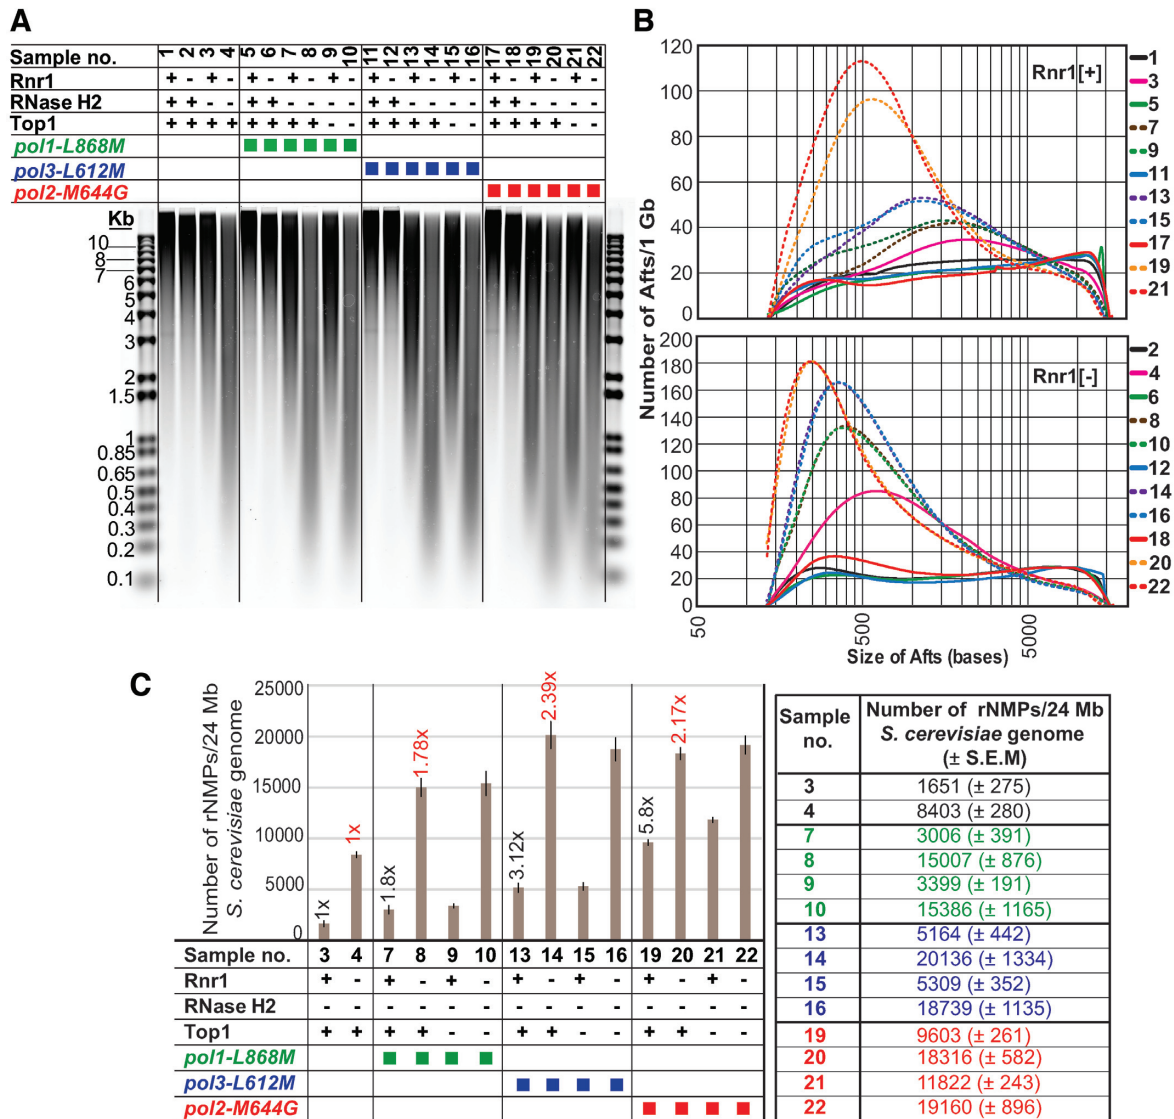 A
Sample no. 1 2 3 4 5 6 7 8 9 10 11 12 13 14 15 16 17 18 19 20 21 22
Rnr1 + - + - + - + - + - + - + - + - + - + - + -
RNase H2 + + - - + + - - - - + + - - - - + + - - - -
Top1 + + + + + + + + - - + + + + - - + + + + - -
pol1-L868M
pol3-L612M
pol2-M644G
Kb
10
8
7
6
5
4
3
2
1.5
1
0.85
0.65
0.5
0.4
0.3
0.2
0.1
B
Number of Afts/1 Gb
120
100
80
60
40
20
0
Rnr1[+]
1
3
5
7
9
11
13
15
17
19
21
200
180
160
140
120
100
80
60
40
20
0
Rnr1[-]
2
4
6
8
10
12
14
16
18
20
22
50 500 5000
Size of Afts (bases)
C
Number of rNMPs/24 Mb
S. cerevisiae genome
25000
20000
15000
10000
5000
0
1x 1x 1.8x 1.78x 3.12x 2.39x 5.8x 2.17x
Sample no. 3 4 7 8 9 10 13 14 15 16 19 20 21 22
Rnr1 + - + - + - + - + - + - + -
RNase H2 - - - - - - - - - - - - - -
Top1 + + + + - - + + - - + + - -
pol1-L868M
pol3-L612M
pol2-M644G
Sample no. Number of rNMPs/24 Mb S. cerevisiae genome (± S.E.M)
3 1651 (± 275)
4 8403 (± 280)
7 3006 (± 391)
8 15007 (± 876)
9 3399 (± 191)
10 15386 (± 1165)
13 5164 (± 442)
14 20136 (± 1334)
15 5309 (± 352)
16 18739 (± 1135)
19 9603 (± 261)
20 18316 (± 582)
21 11822 (± 243)
22 19160 (± 896)